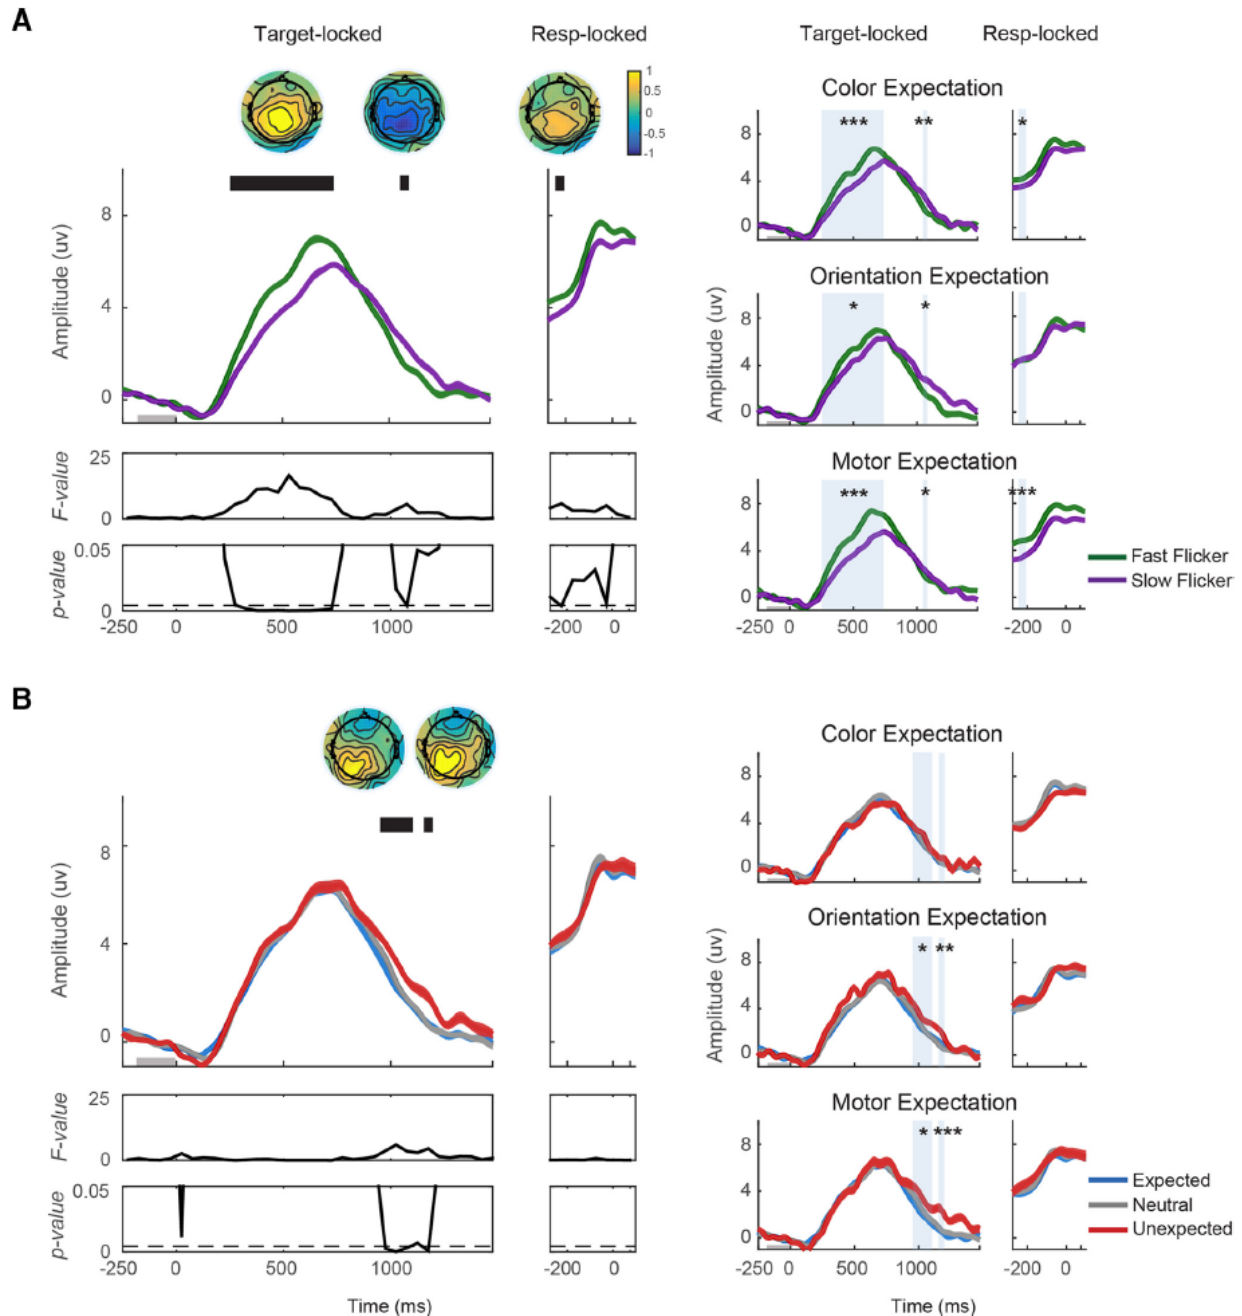 A
Target-locked
Resp-locked
1
0.5
0
-0.5
-1
Amplitude (uv)
8
4
0
500
F-value
25
0
p-value
0.05
0
-250 0 500 1000
-200 0
Target-locked
Resp-locked
Color Expectation
8
4
0
***
**
*
Orientation Expectation
Amplitude (uv)
8
4
0
*
*
Motor Expectation
8
4
0
***
*
***
Fast Flicker
Slow Flicker
-250 0 500 1000
-200 0
B
Amplitude (uv)
8
4
0
500
F-value
25
0
p-value
0.05
0
-250 0 500 1000
-200 0
Time (ms)
Color Expectation
8
4
0
Orientation Expectation
Amplitude (uv)
8
4
0
*
**
Motor Expectation
8
4
0
*
***
Expected
Neutral
Unexpected
-250 0 500 1000
-200 0
Time (ms)